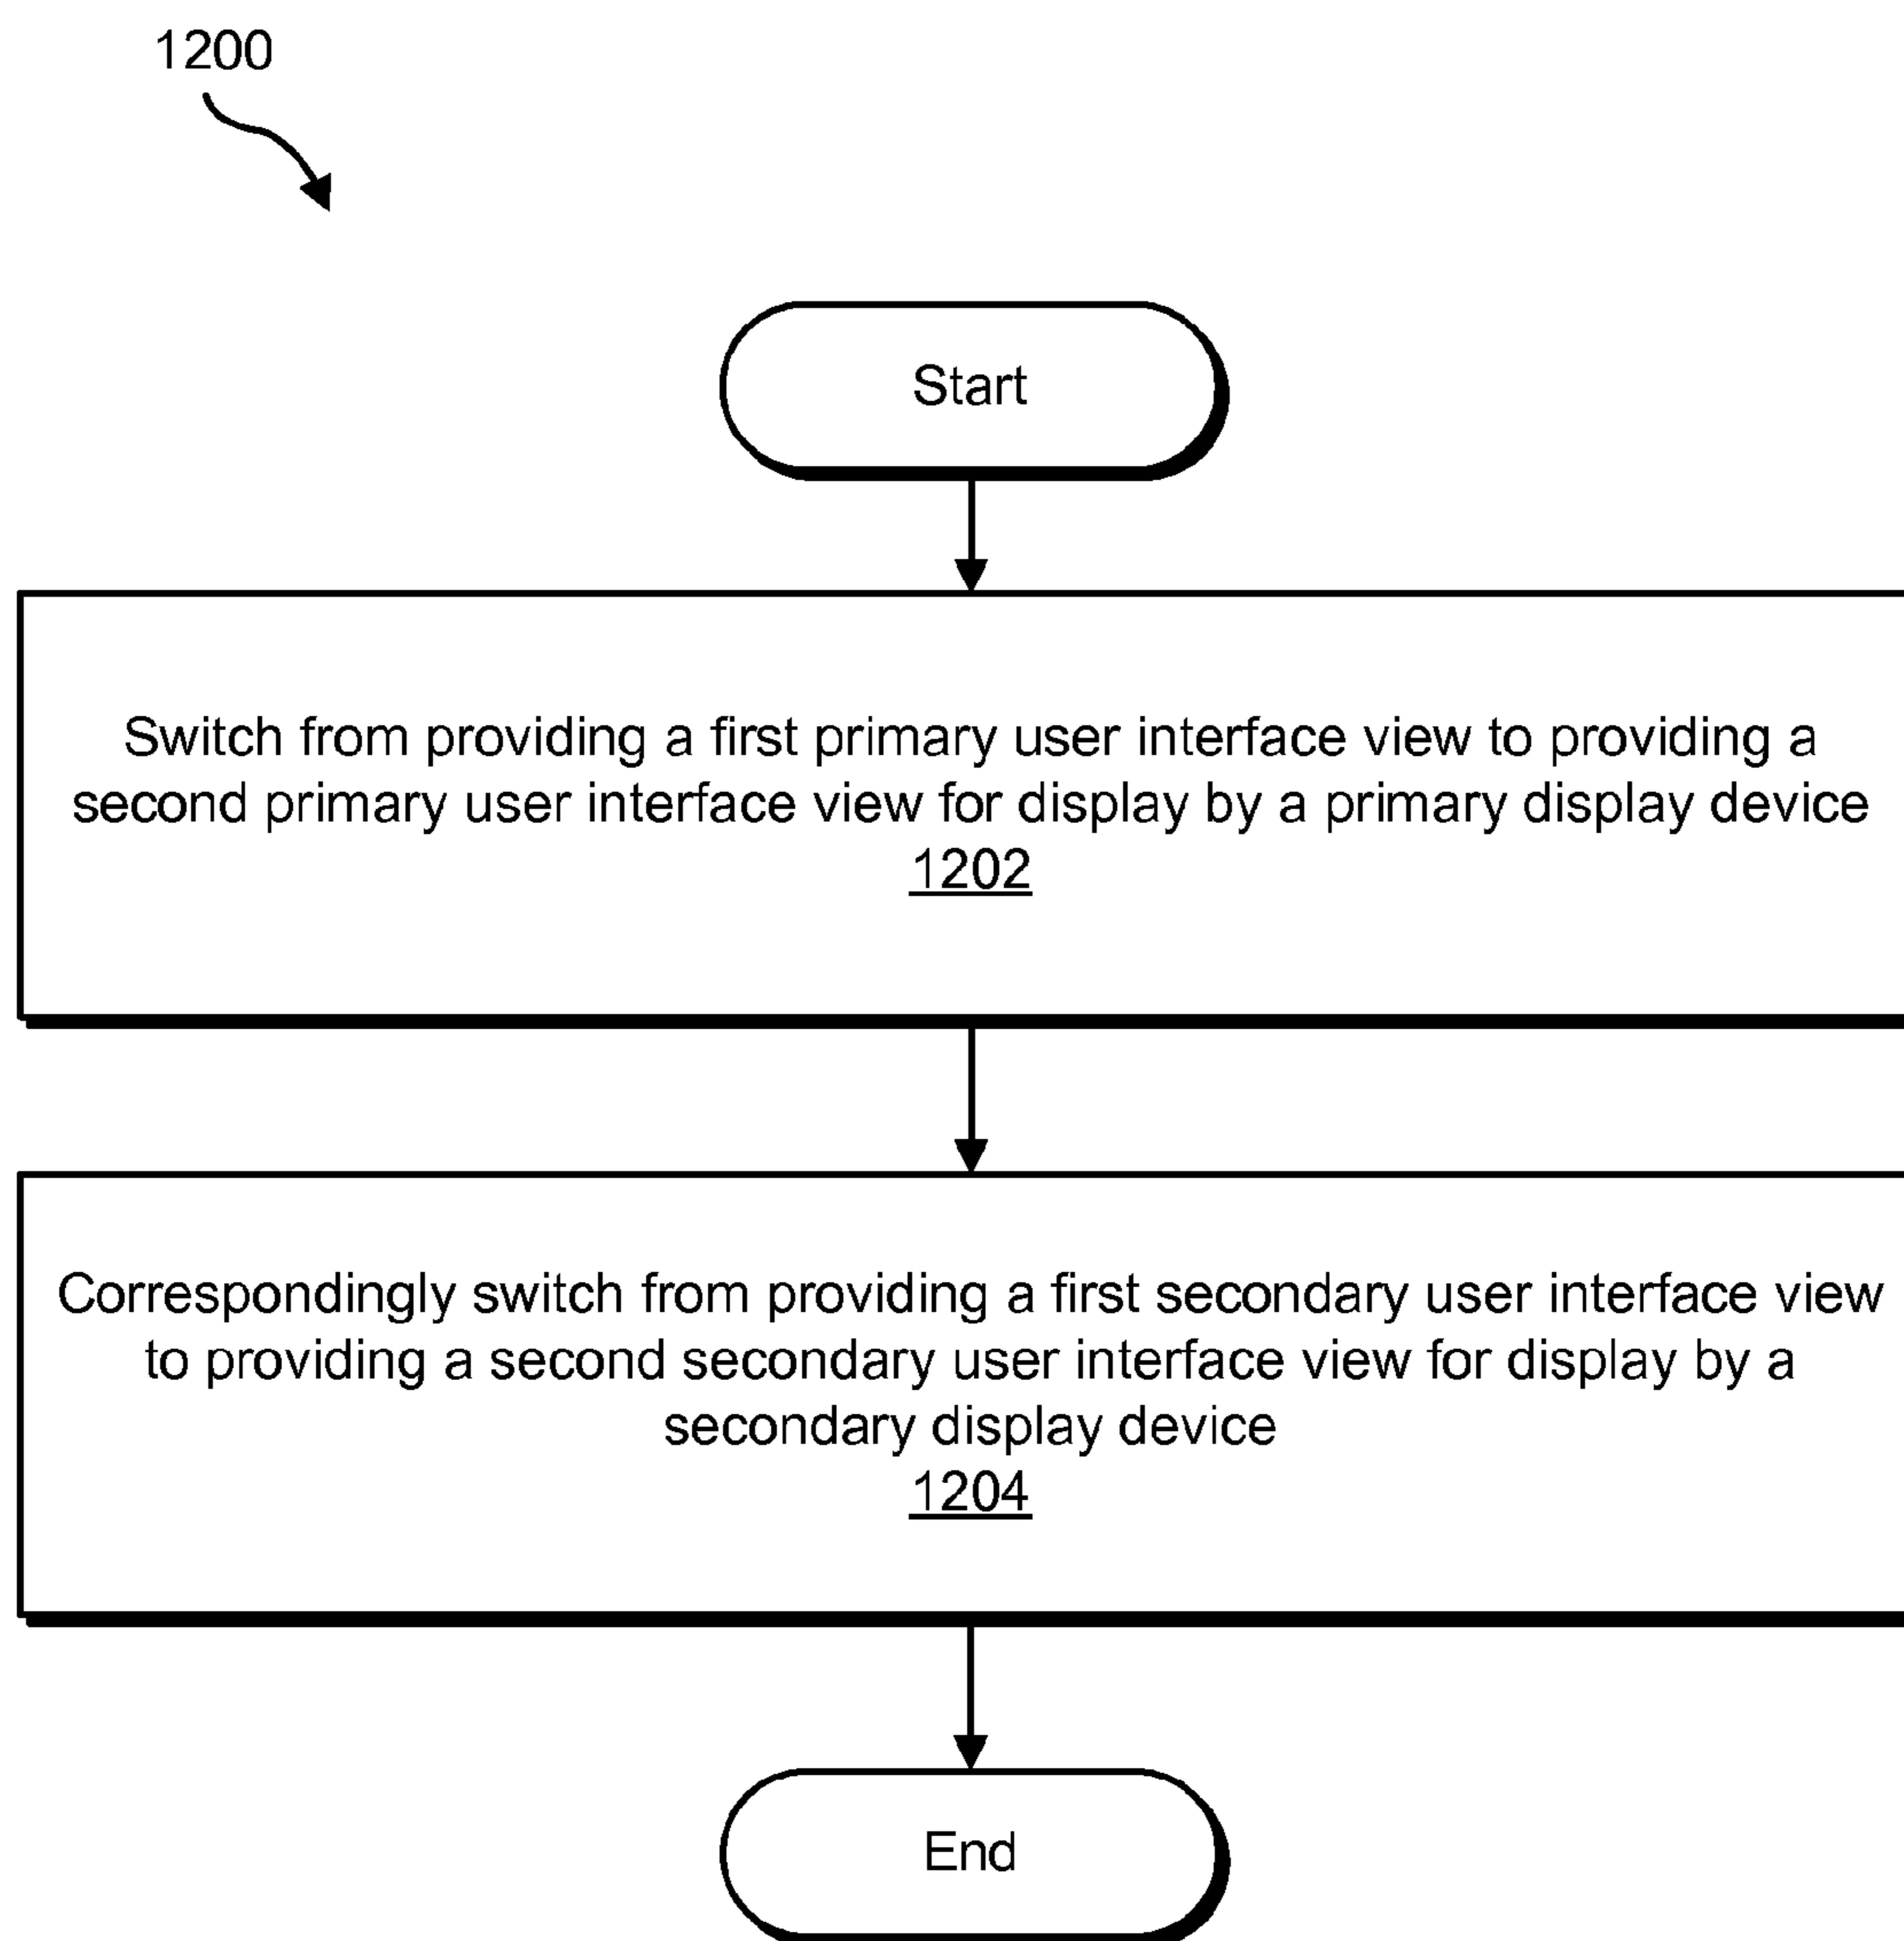 1200
Start
Switch from providing a first primary user interface view to providing a
second primary user interface view for display by a primary display device
1202
Correspondingly switch from providing a first secondary user interface view
to providing a second secondary user interface view for display by a
secondary display device
1204
End